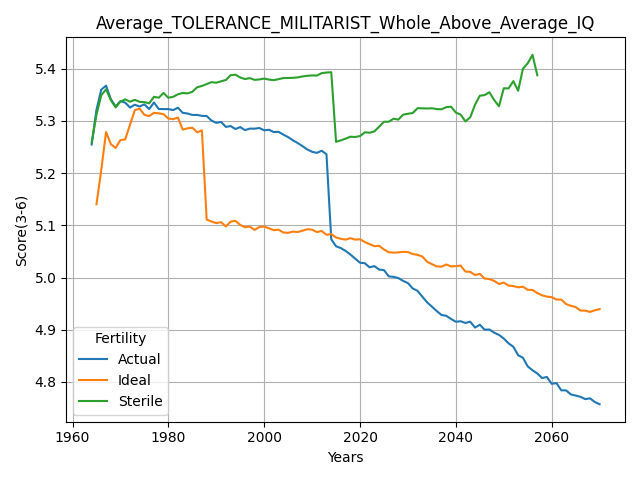 Average_TOLERANCE_MILITARIST_Whole_Above_Average_IQ
Score(3-6)
5.4
5.3
5.2
5.1
5.0
4.9
4.8
Fertility
Actual
Ideal
Sterile
1960 1980 2000 2020 2040 2060
Years